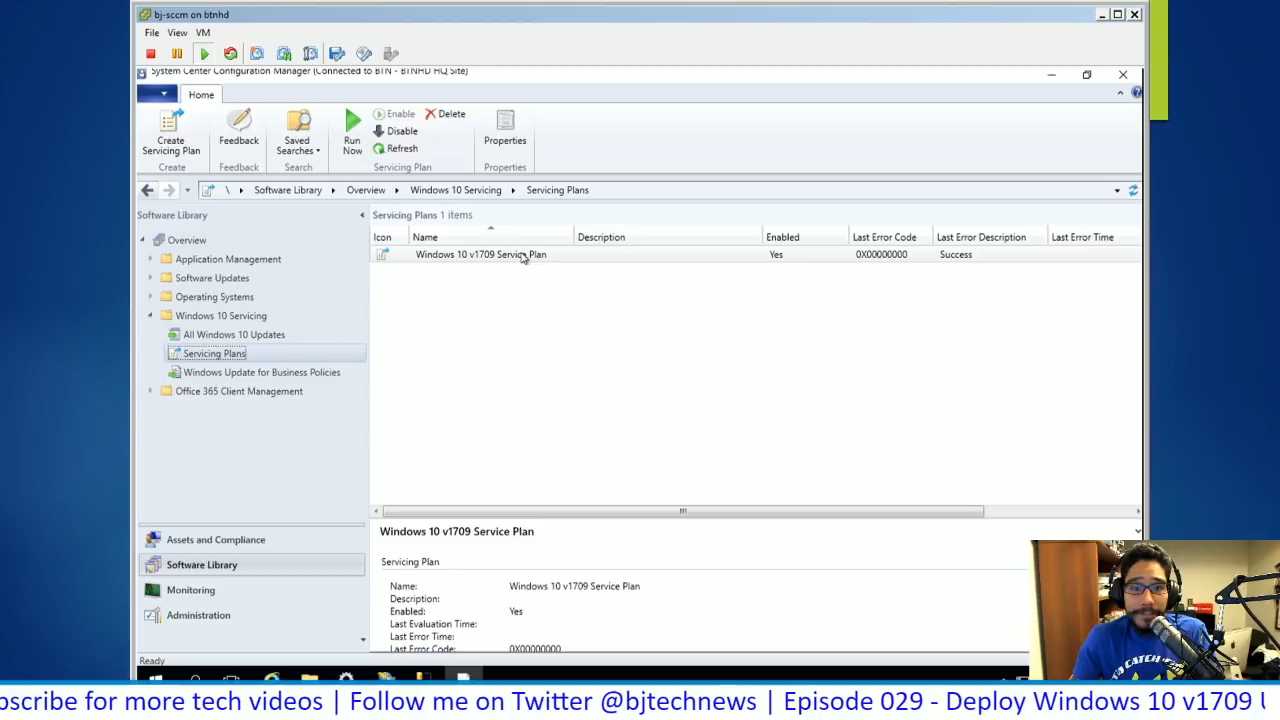 bj-sccm on btnhd
File View VM
System Center Configuration Manager (Connected to BTN - BTNHD HQ Site)
Home
Create Servicing Plan
Feedback
Saved Searches
Run Now
Enable
Disable
Refresh
Delete
Properties
Create
Feedback
Search
Servicing Plan
Properties
\ Software Library Overview Windows 10 Servicing Servicing Plans
Software Library
Overview
Application Management
Software Updates
Operating Systems
Windows 10 Servicing
All Windows 10 Updates
Servicing Plans
Windows Update for Business Policies
Office 365 Client Management
Assets and Compliance
Software Library
Monitoring
Administration
Servicing Plans 1 items
Icon Name Description Enabled Last Error Code Last Error Description Last Error Time
Windows 10 v1709 Service Plan Yes 0X00000000 Success
Windows 10 v1709 Service Plan
Servicing Plan
Name: Windows 10 v1709 Service Plan
Description:
Enabled: Yes
Last Evaluation Time:
Last Error Time:
Last Error Code: 0X00000000
Ready
bscribe for more tech videos | Follow me on Twitter @bjtechnews | Episode 029 - Deploy Windows 10 v1709 U